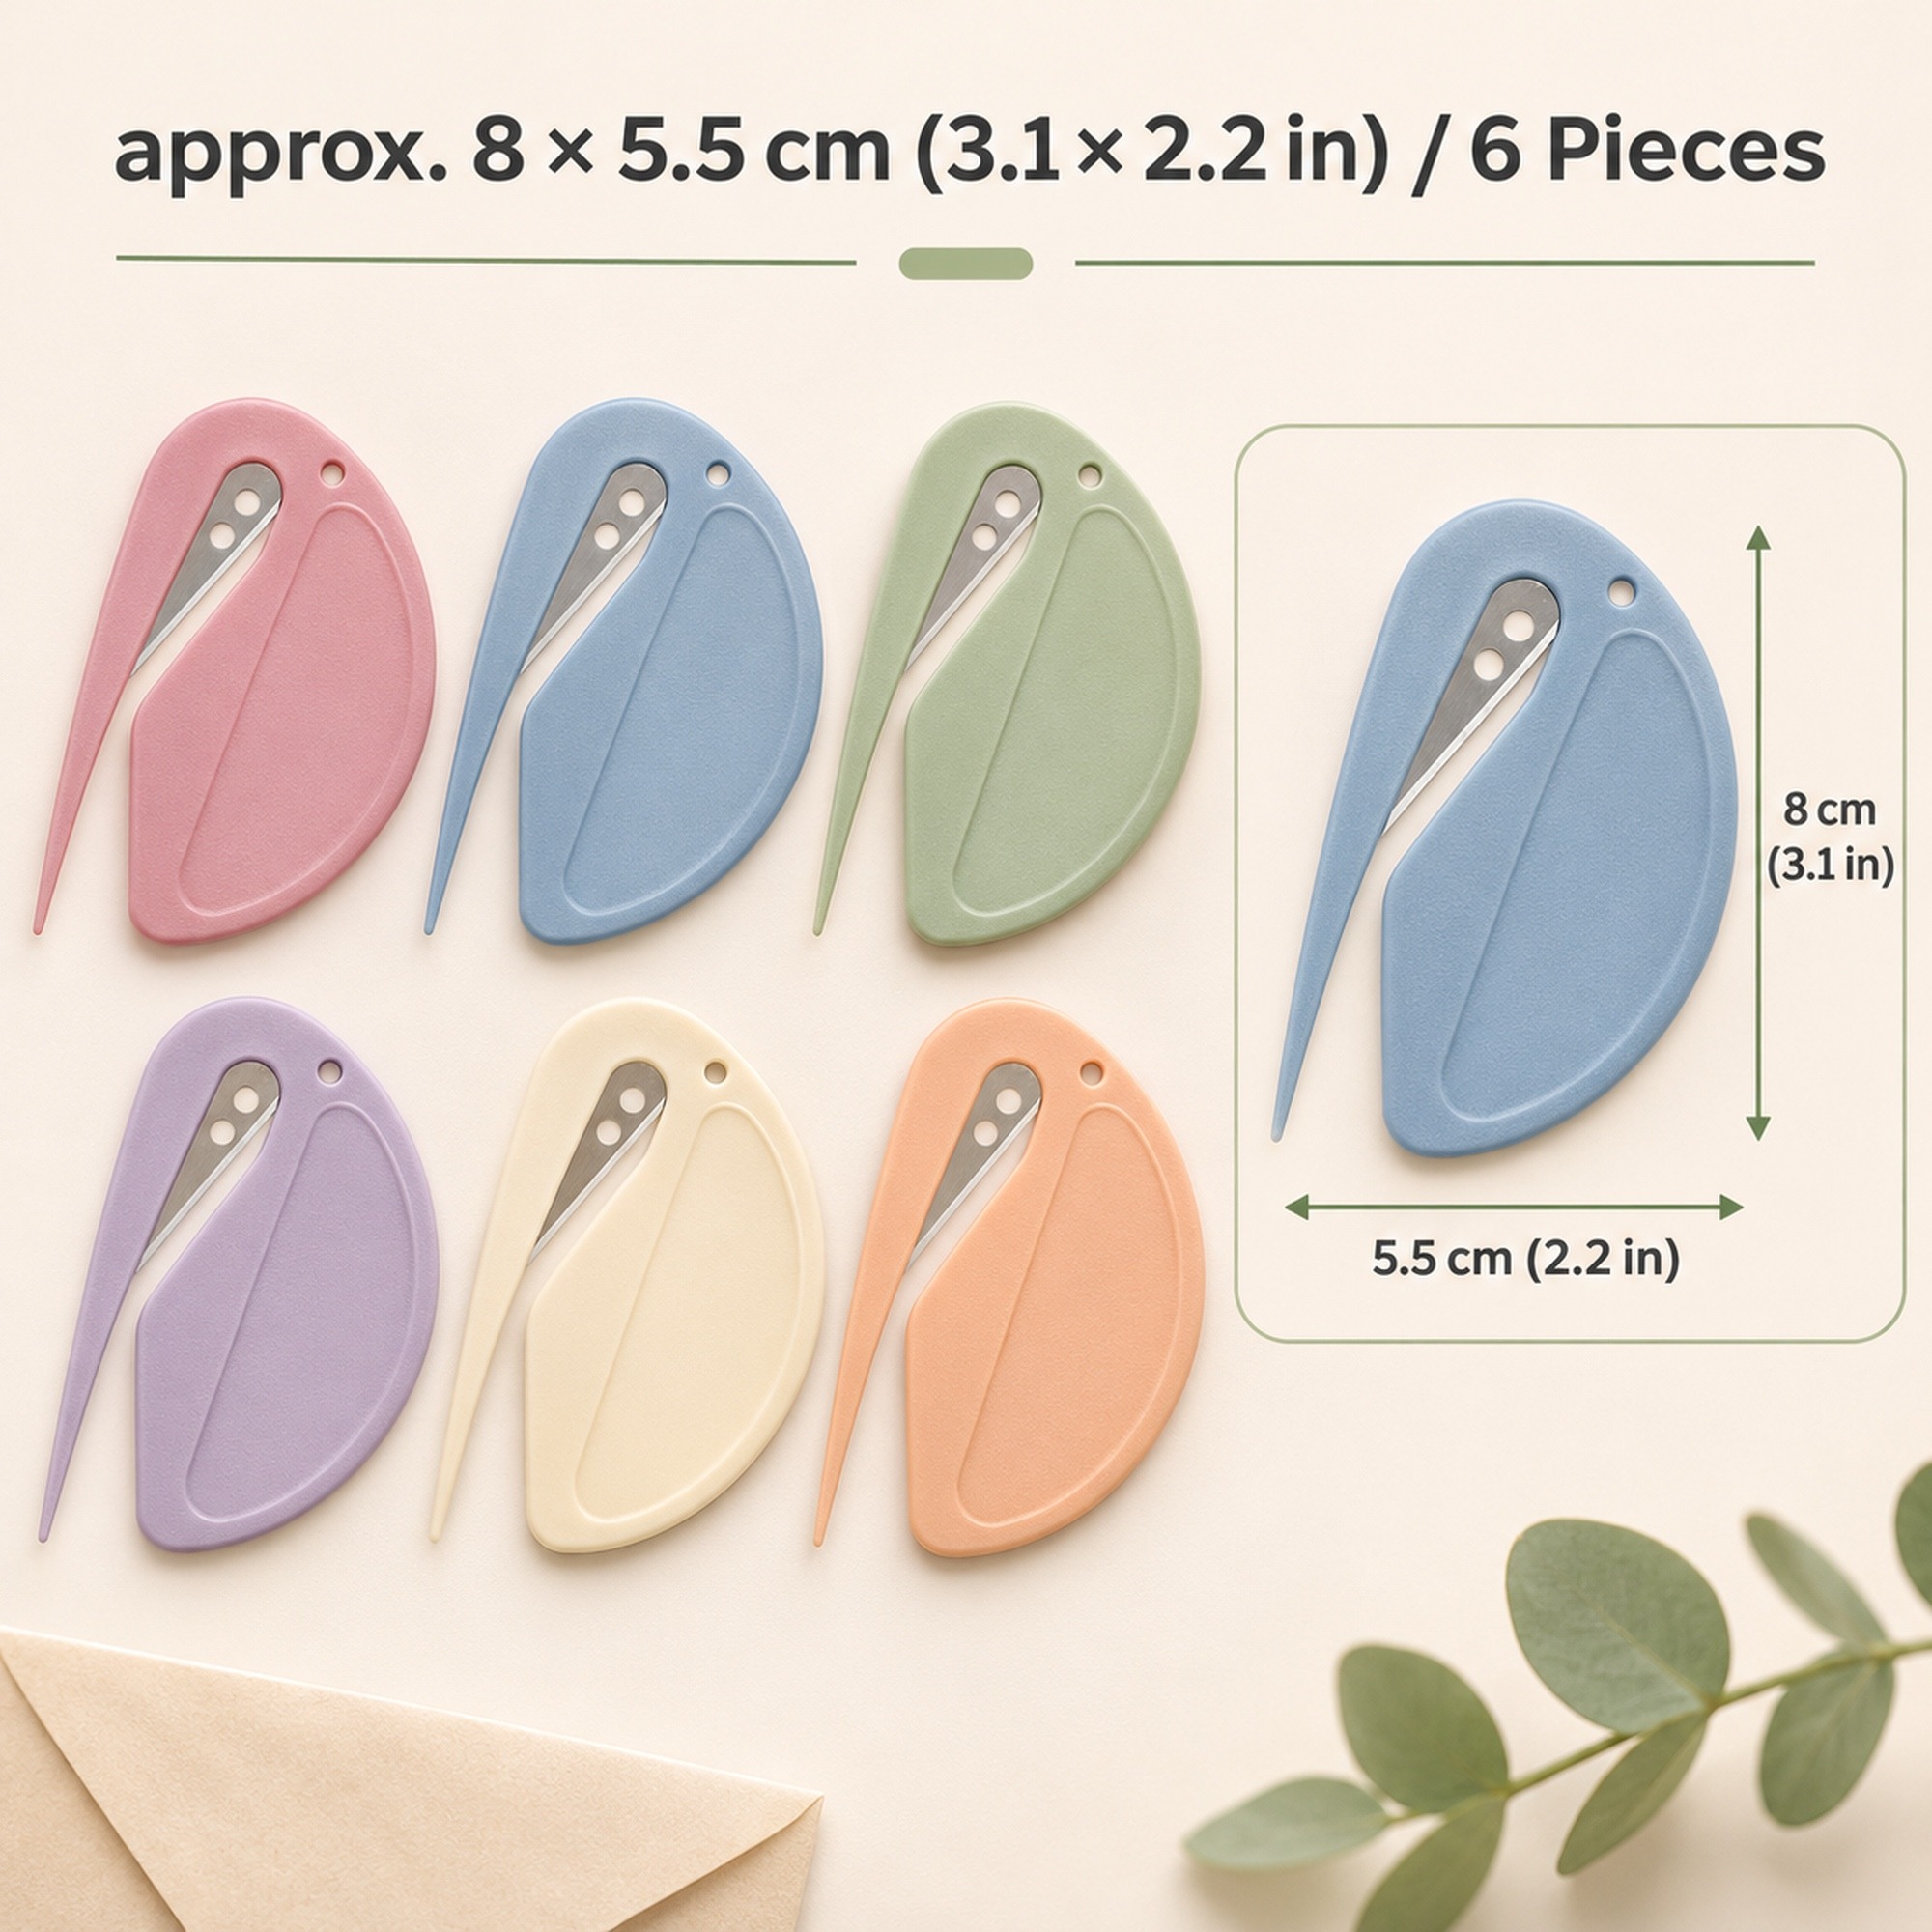 approx. 8 × 5.5 cm (3.1 × 2.2 in) / 6 Pieces
8 cm
(3.1 in)
5.5 cm (2.2 in)